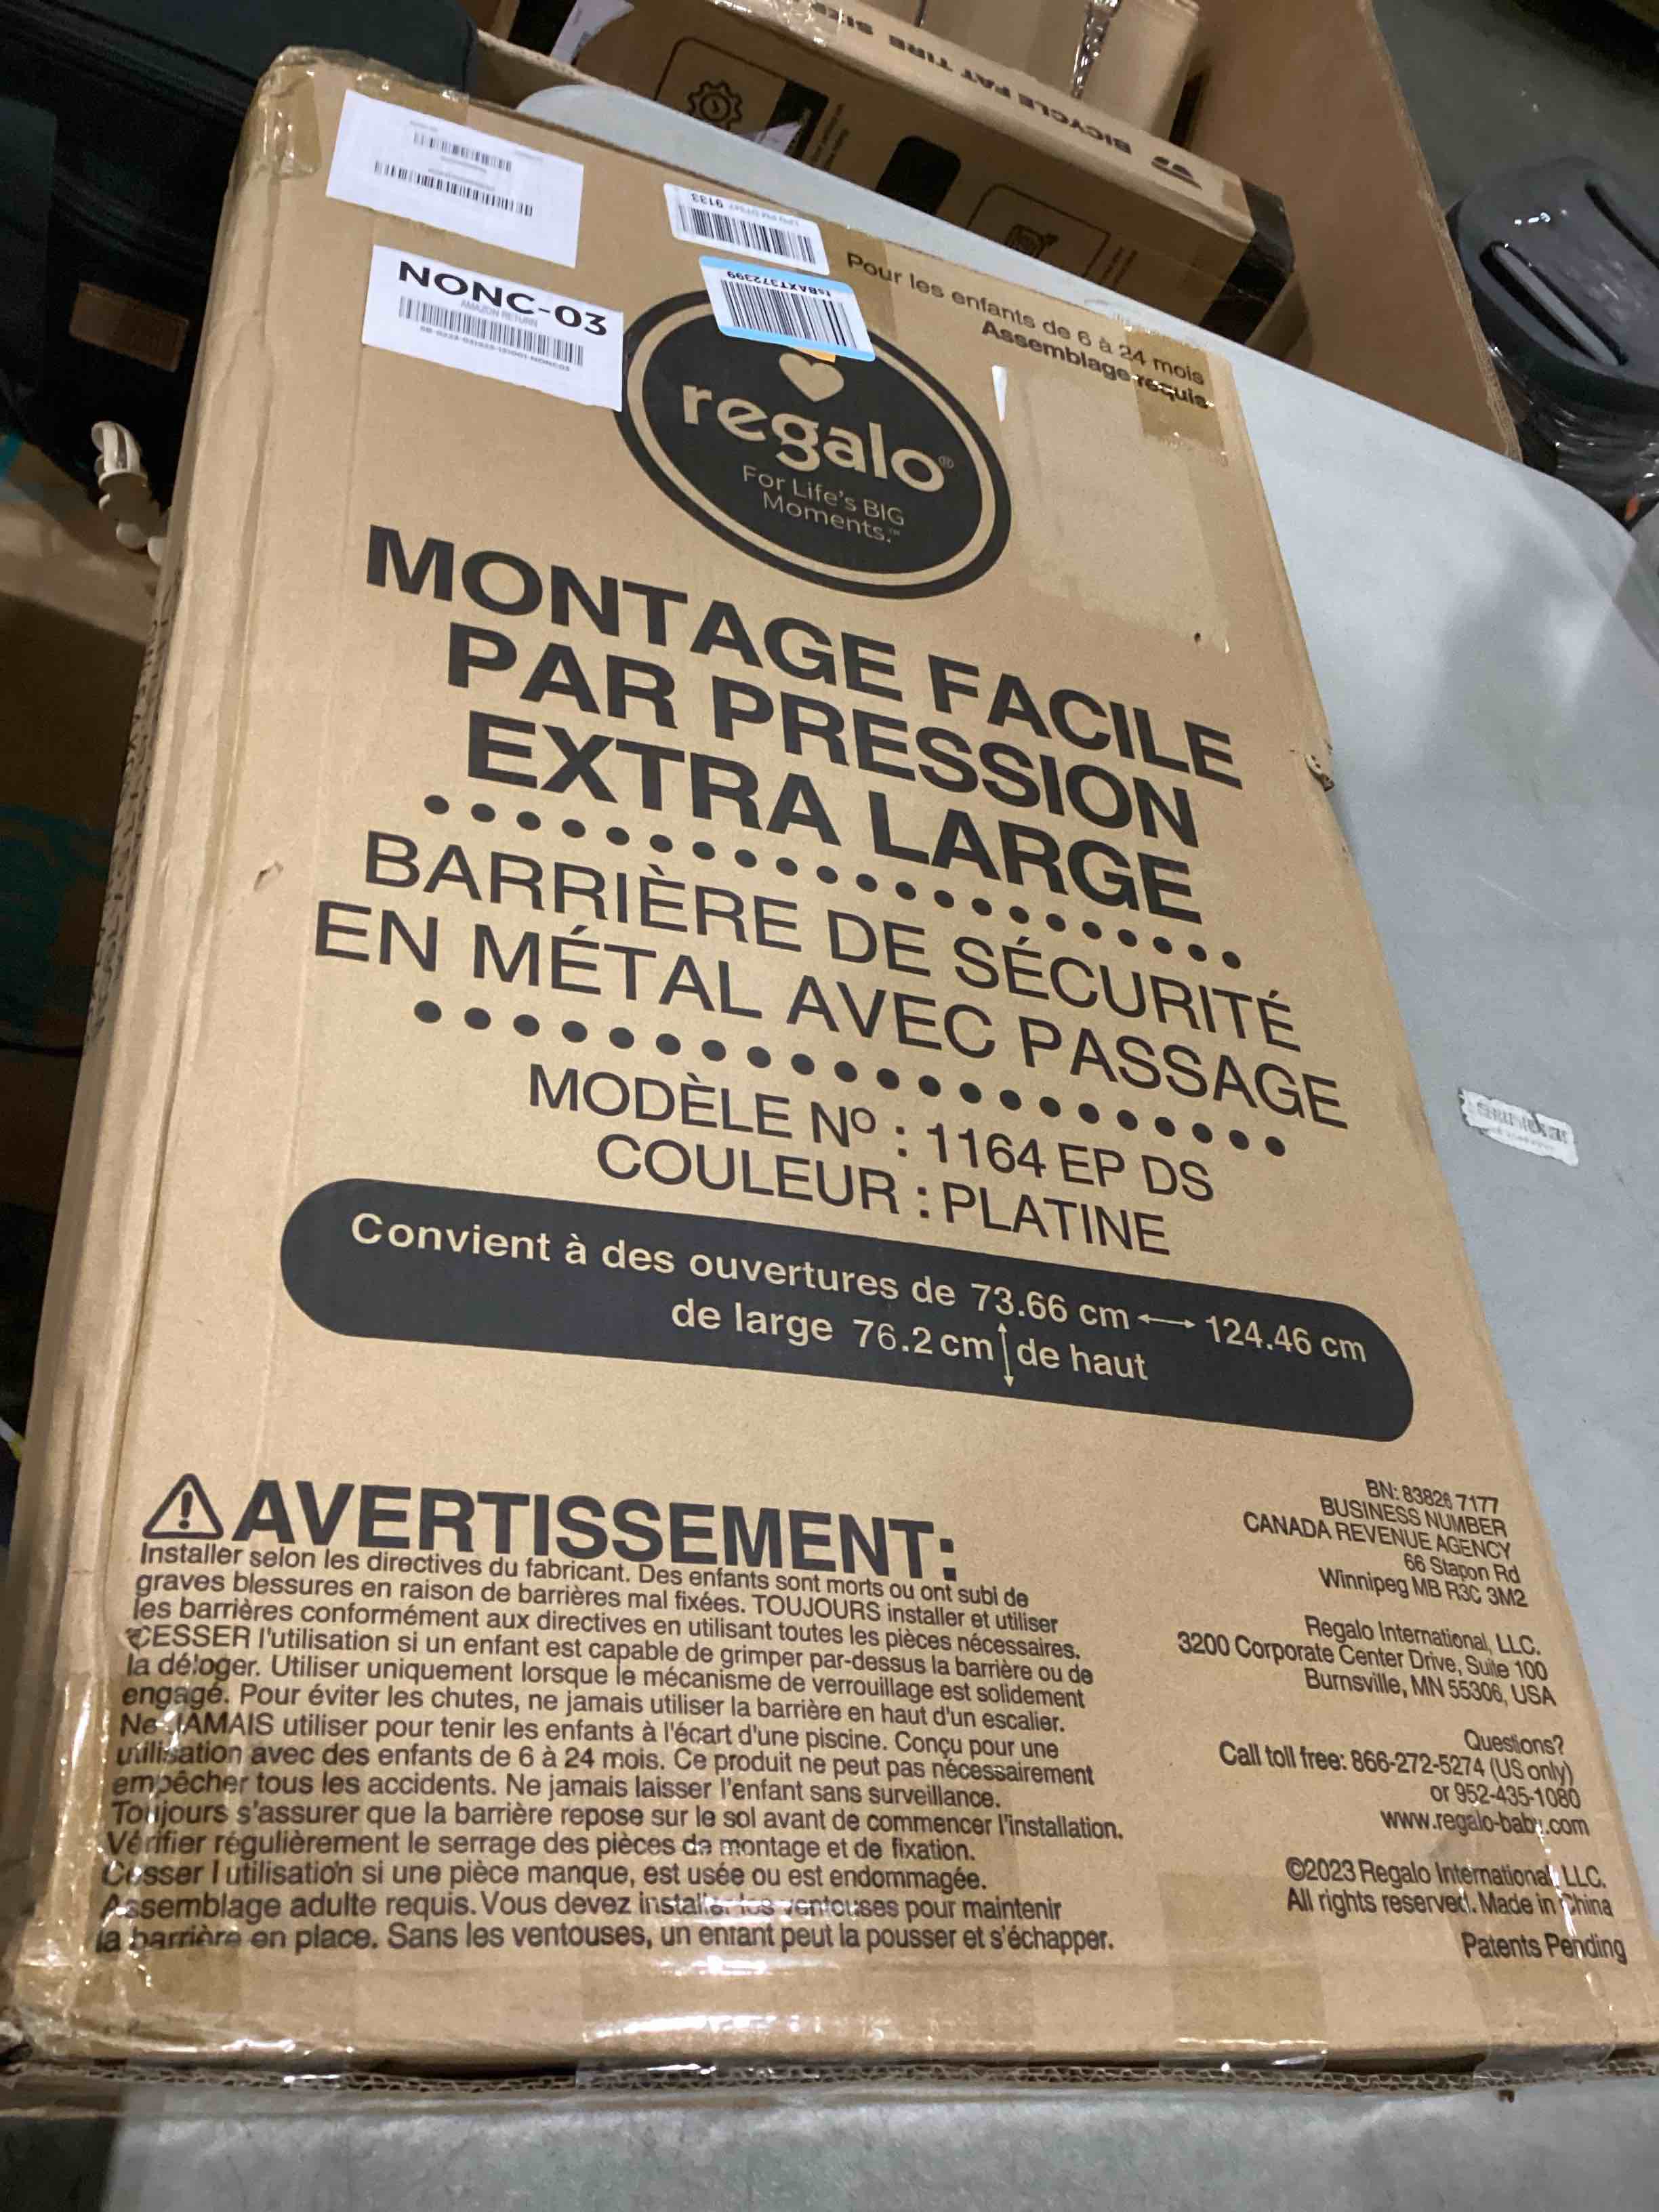 BICYCLE FAT TIRE SIZE
NONC-03
AMAZON RETURN
9133
tsBAXT372399
Pour les enfants de 6 à 24 mois
Assemblage requis
regalo®
For Life's BIG
Moments.™
MONTAGE FACILE
PAR PRESSION
EXTRA LARGE
BARRIÈRE DE SÉCURITÉ
EN MÉTAL AVEC PASSAGE
MODÈLE Nº : 1164 EP DS
COULEUR : PLATINE
Convient à des ouvertures de 73.66 cm ⟷ 124.46 cm
de large 76.2 cm ↕ de haut
⚠ AVERTISSEMENT:
Installer selon les directives du fabricant. Des enfants sont morts ou ont subi de
graves blessures en raison de barrières mal fixées. TOUJOURS installer et utiliser
les barrières conformément aux directives en utilisant toutes les pièces nécessaires.
CESSER l'utilisation si un enfant est capable de grimper par-dessus la barrière ou de
la déloger. Utiliser uniquement lorsque le mécanisme de verrouillage est solidement
engagé. Pour éviter les chutes, ne jamais utiliser la barrière en haut d'un escalier.
Ne JAMAIS utiliser pour tenir les enfants à l'écart d'une piscine. Conçu pour une
utilisation avec des enfants de 6 à 24 mois. Ce produit ne peut pas nécessairement
empêcher tous les accidents. Ne jamais laisser l'enfant sans surveillance.
Toujours s'assurer que la barrière repose sur le sol avant de commencer l'installation.
Vérifier régulièrement le serrage des pièces de montage et de fixation.
Cesser l'utilisation si une pièce manque, est usée ou est endommagée.
Assemblage adulte requis. Vous devez installer les ventouses pour maintenir
la barrière en place. Sans les ventouses, un enfant peut la pousser et s'échapper.
BN: 83826 7177
BUSINESS NUMBER
CANADA REVENUE AGENCY
66 Stapon Rd
Winnipeg MB R3C 3M2
Regalo International, LLC.
3200 Corporate Center Drive, Suite 100
Burnsville, MN 55306, USA
Questions?
Call toll free: 866-272-5274 (US only)
or 952-435-1080
www.regalo-baby.com
©2023 Regalo International, LLC.
All rights reserved. Made in China
Patents Pending